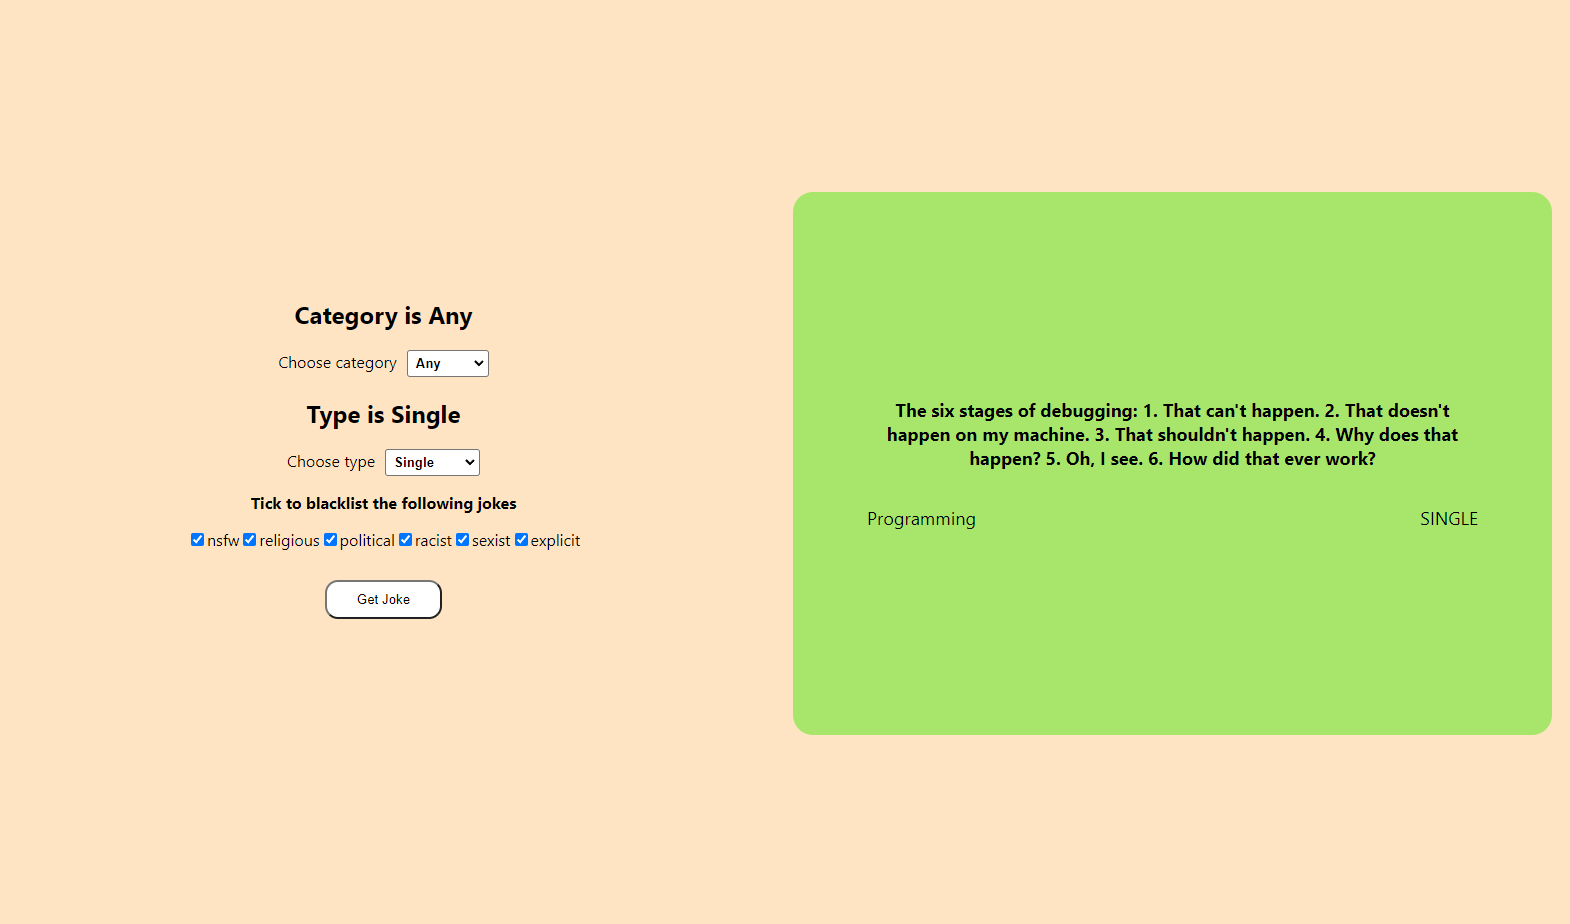 Category is Any
Choose category Any
Type is Single
Choose type Single
Tick to blacklist the following jokes
nsfw religious political racist sexist explicit
Get Joke
The six stages of debugging: 1. That can't happen. 2. That doesn't
happen on my machine. 3. That shouldn't happen. 4. Why does that
happen? 5. Oh, I see. 6. How did that ever work?
Programming SINGLE